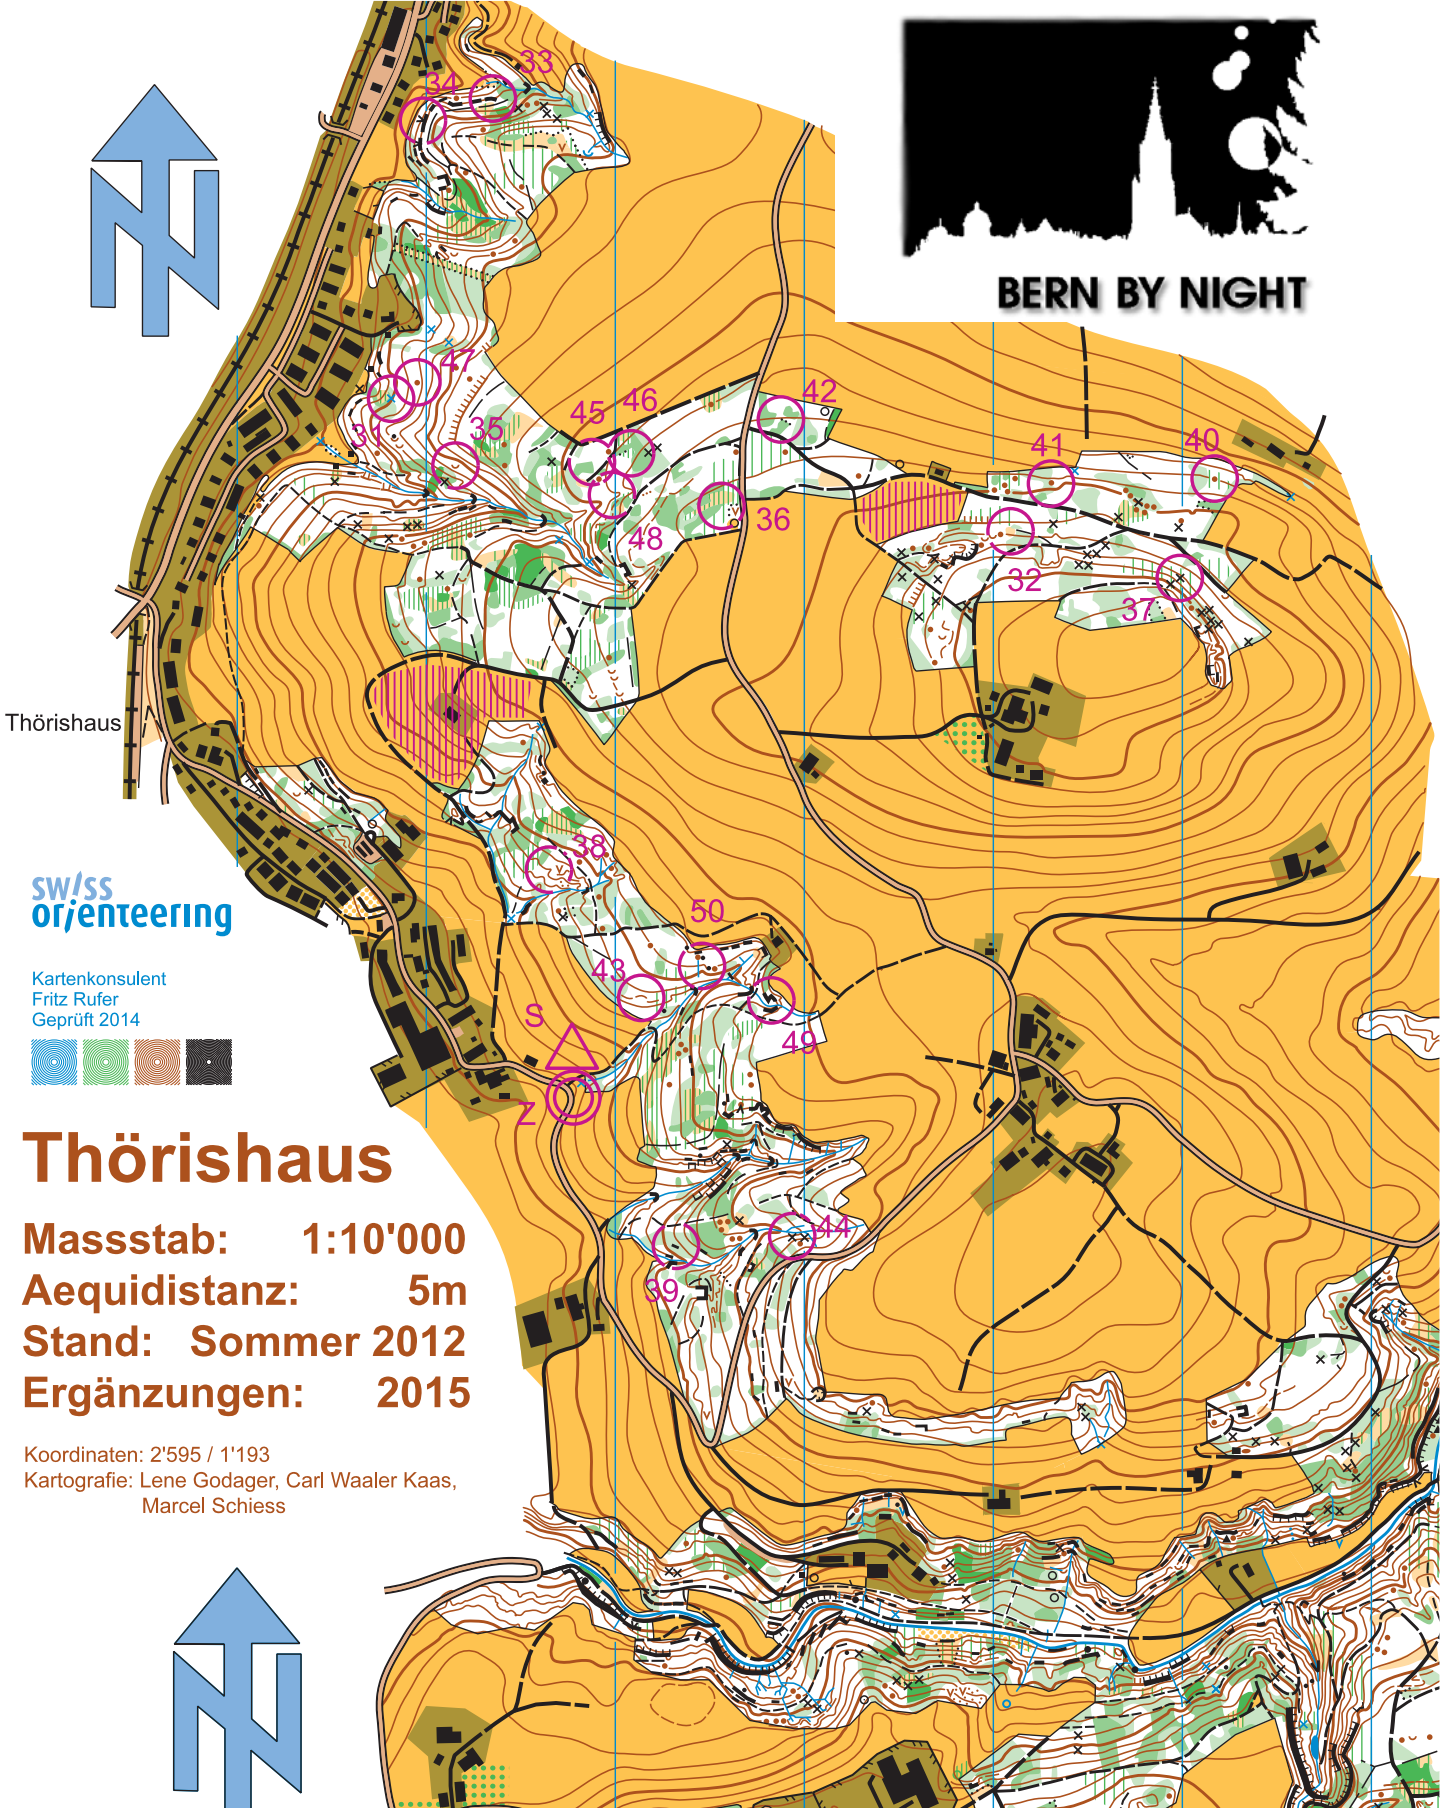 BERN BY NIGHT
33
34
47
31
35
45
46
42
48
36
41
40
32
37
Thörishaus
38
swiss
orienteering
50
43
49
Kartenkonsulent
Fritz Rufer
Geprüft 2014
S
Z
44
39
Thörishaus
Massstab: 1:10'000
Aequidistanz: 5m
Stand: Sommer 2012
Ergänzungen: 2015
Koordinaten: 2'595 / 1'193
Kartografie: Lene Godager, Carl Waaler Kaas,
Marcel Schiess